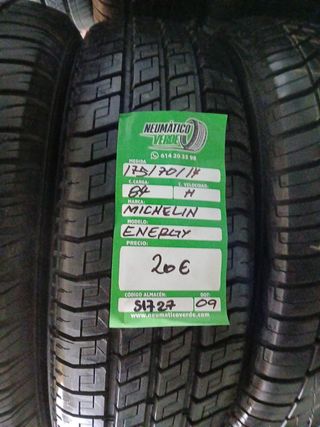 NEUMÁTICO
VERDE
614 20 33 98
MEDIDA
175/70/14
C. CARGA: C. VELOCIDAD:
84 H
MARCA:
MICHELIN
MODELO:
ENERGY
PRECIO:
20€
CÓDIGO ALMACÉN: DOT:
S1727 09
www.neumaticoverde.com